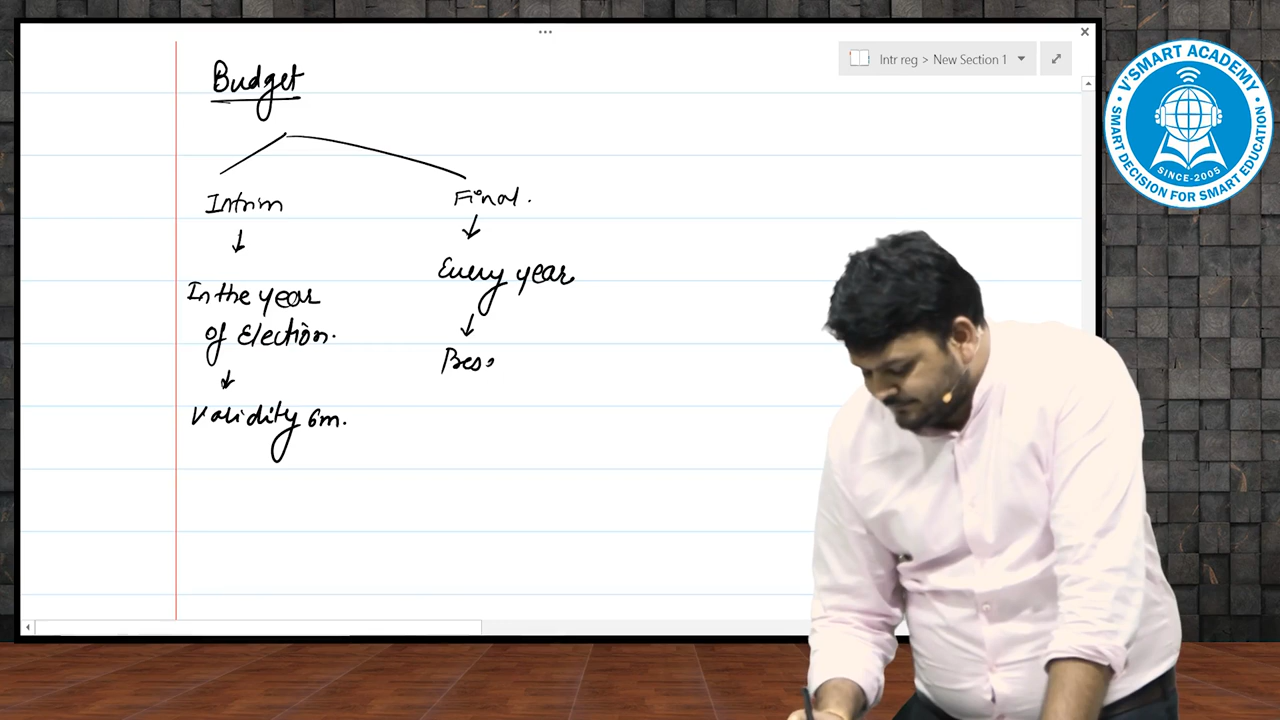 Budget
Intrim
Final.
In the year
of Election.
Validity 6m.
Every year
Intr reg > New Section 1
V'SMART ACADEMY
SMART DECISION FOR SMART EDUCATION
SINCE-2005